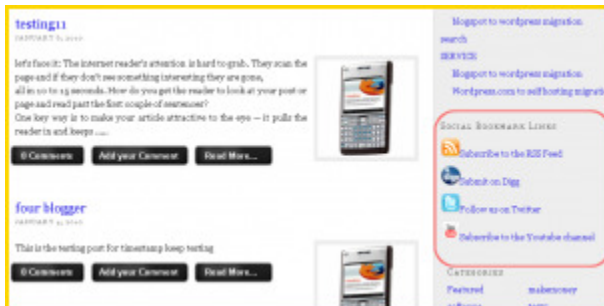 testing11
let's face it: The internet reader's attention is hard to grab. They scan the
page and if they don't see something interesting they are gone,
all in 10 to 15 seconds. How do you get the reader to look at your post or
page and read past the first couple of sentences?
One key way is to make your article attractive to the eye – it pulls the
reader in and keeps .....
0 Comments
Add your Comment
Read More...
four blogger
This is the testing post for timestamp keep testing
0 Comments
Add your Comment
Read More...
Blogspot to wordpress migration
search
SERVICE
Blogspot to wordpress migration
Wordpress.com to self hosting migrati
Social Bookmark Links
Subscribe to the RSS Feed
Submit on Digg
Follow us on Twitter
Subscribe to the Youtube channel
Categories
Featured
makemoney